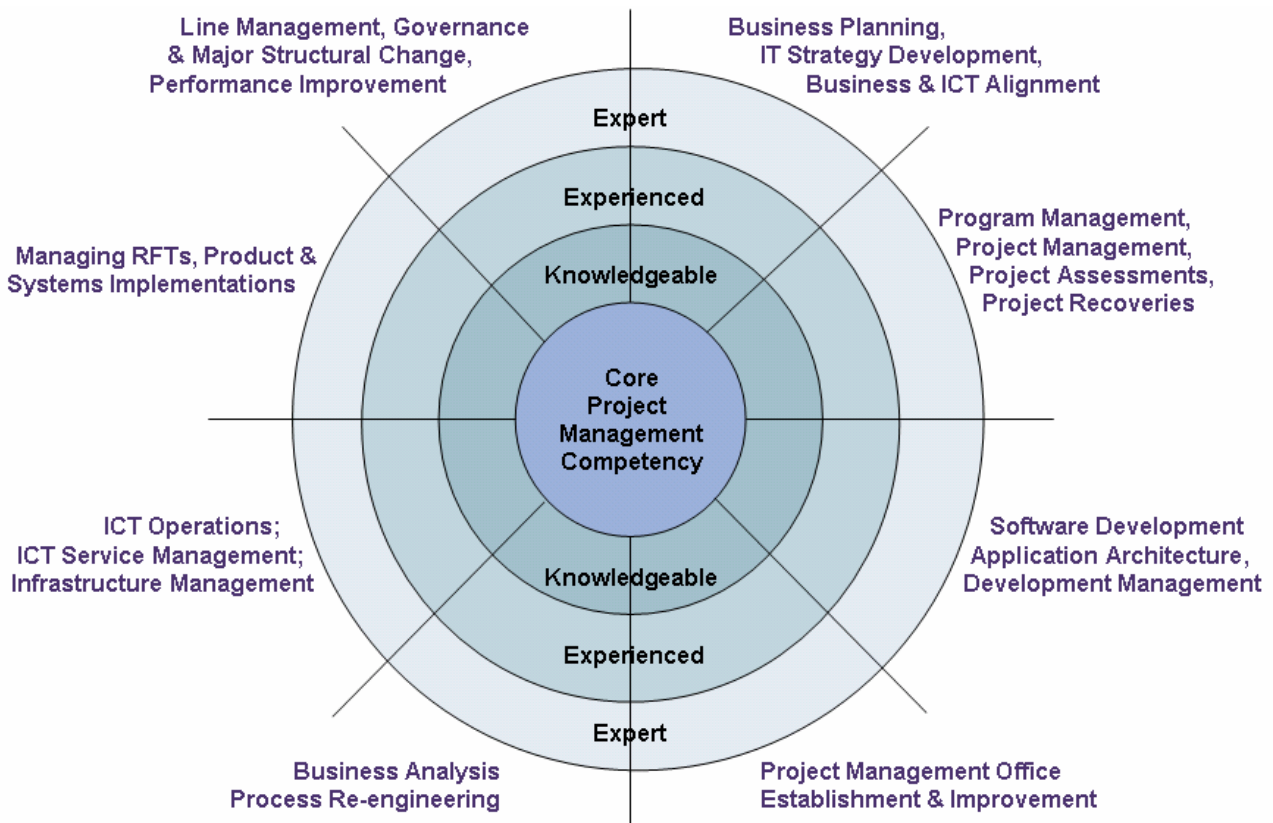 Line Management, Governance
& Major Structural Change,
Performance Improvement
Business Planning,
IT Strategy Development,
Business & ICT Alignment
Expert
Experienced
Knowledgeable
Managing RFTs, Product &
Systems Implementations
Program Management,
Project Management,
Project Assessments,
Project Recoveries
Core
Project
Management
Competency
ICT Operations;
ICT Service Management;
Infrastructure Management
Software Development
Application Architecture,
Development Management
Knowledgeable
Experienced
Expert
Business Analysis
Process Re-engineering
Project Management Office
Establishment & Improvement